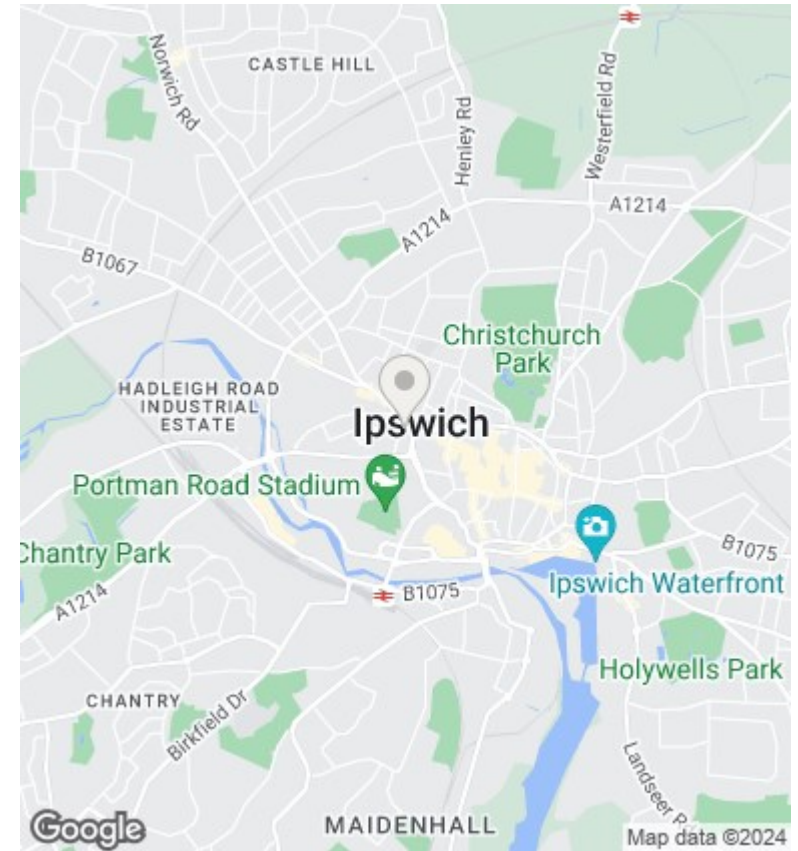 Norwich Rd
CASTLE HILL
Henley Rd
Westerfield Rd
A1214
A1214
B1067
Christchurch
Park
HADLEIGH ROAD
INDUSTRIAL
ESTATE
Ipswich
Portman Road Stadium
Chantry Park
B1075
A1214
B1075
Ipswich Waterfront
Holywells Park
CHANTRY
Birkfield Dr
Landseer Rd
MAIDENHALL
Google
Map data ©2024